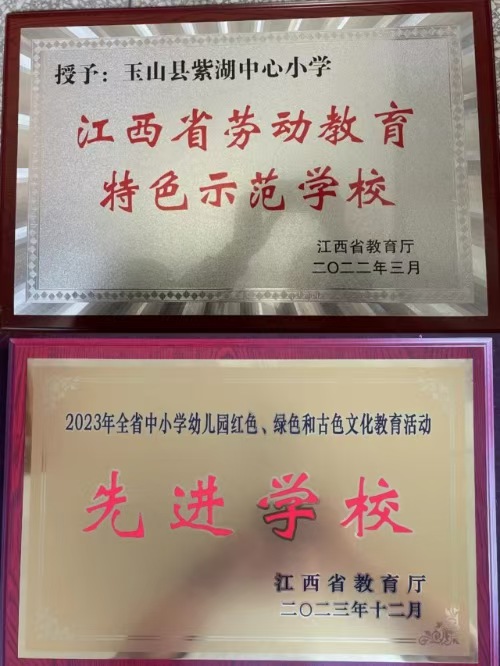 授予：玉山县紫湖中心小学
江西省劳动教育
特色示范学校
江西省教育厅
二〇二二年三月
2023年全省中小学幼儿园红色、绿色和古色文化教育活动
先进学校
江西省教育厅
二〇二三年十二月